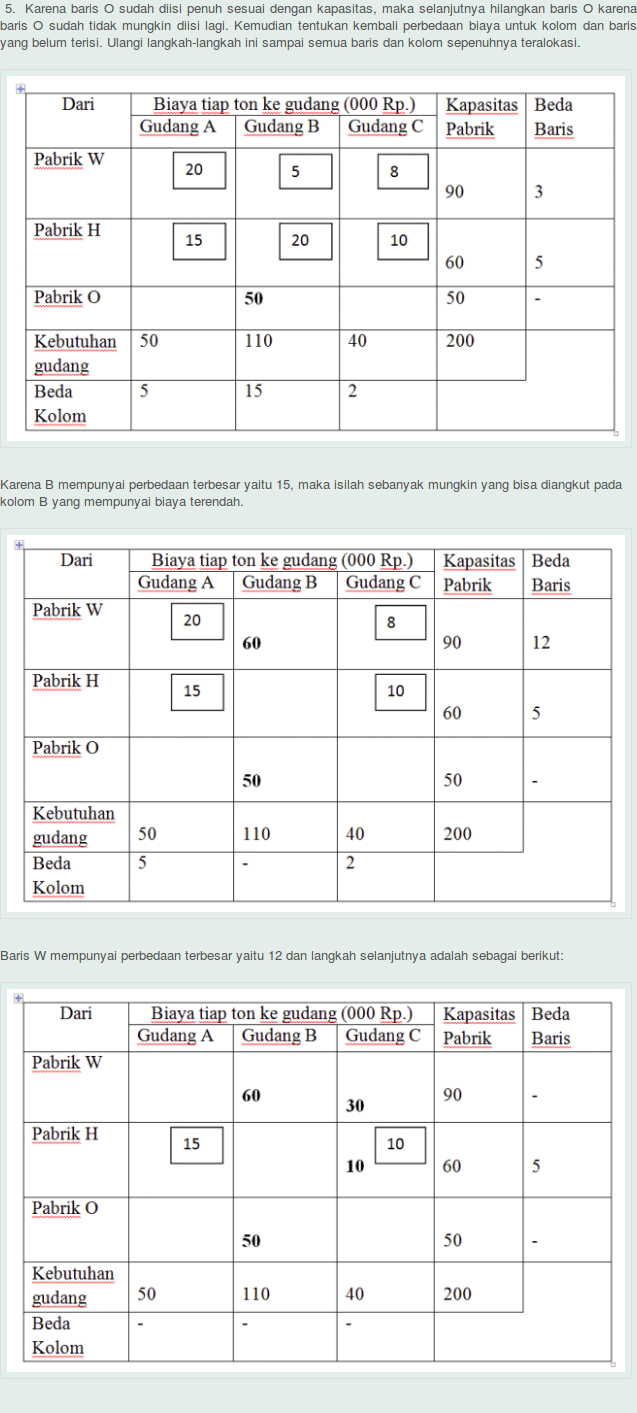 5. Karena baris O sudah diisi penuh sesuai dengan kapasitas, maka selanjutnya hilangkan baris O karena
baris O sudah tidak mungkin diisi lagi. Kemudian tentukan kembali perbedaan biaya untuk kolom dan baris
yang belum terisi. Ulangi langkah-langkah ini sampai semua baris dan kolom sepenuhnya teralokasi.
Dari Biaya tiap ton ke gudang (000 Rp.) Kapasitas Beda
Gudang A Gudang B Gudang C Pabrik Baris
Pabrik W
20 5 8
90 3
Pabrik H
15 20 10
60 5
Pabrik O 50 50 -
Kebutuhan 50 110 40 200
gudang
Beda 5 15 2
Kolom
Karena B mempunyai perbedaan terbesar yaitu 15, maka isilah sebanyak mungkin yang bisa diangkut pada
kolom B yang mempunyai biaya terendah.
Dari Biaya tiap ton ke gudang (000 Rp.) Kapasitas Beda
Gudang A Gudang B Gudang C Pabrik Baris
Pabrik W
20 8
60 90 12
Pabrik H
15 10
60 5
Pabrik O
50 50 -
Kebutuhan
gudang 50 110 40 200
Beda 5 - 2
Kolom
Baris W mempunyai perbedaan terbesar yaitu 12 dan langkah selanjutnya adalah sebagai berikut:
Dari Biaya tiap ton ke gudang (000 Rp.) Kapasitas Beda
Gudang A Gudang B Gudang C Pabrik Baris
Pabrik W
60 30 90 -
Pabrik H
15 10
10 60 5
Pabrik O
50 50 -
Kebutuhan
gudang 50 110 40 200
Beda - - -
Kolom